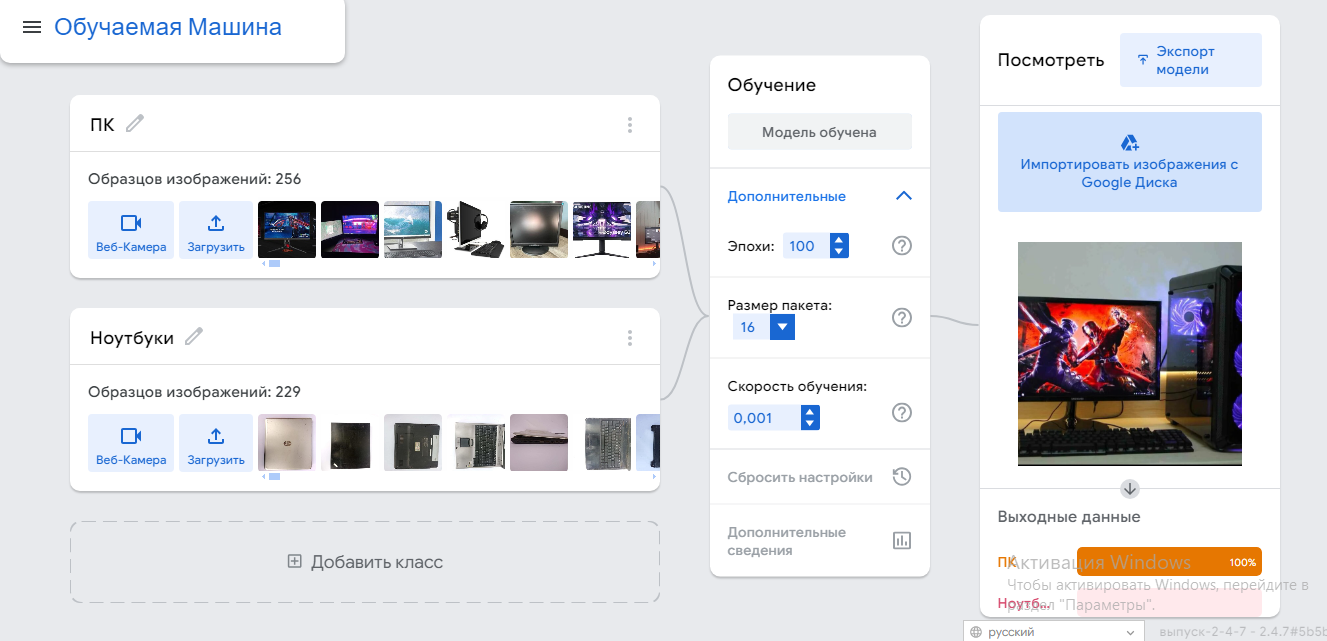 Обучаемая Машина
ПК
Образцов изображений: 256
Веб-Камера
Загрузить
Ноутбуки
Образцов изображений: 229
Веб-Камера
Загрузить
Добавить класс
Обучение
Модель обучена
Дополнительные
Эпохи: 100
Размер пакета:
16
Скорость обучения:
0,001
Сбросить настройки
Дополнительные
сведения
Посмотреть
Экспорт
модели
Импортировать изображения с
Google Диска
Выходные данные
ПК
100%
Ноутб...
Активация Windows
Чтобы активировать Windows, перейдите в
раздел "Параметры".
русский
выпуск-2-4-7 - 2.4.7#5b5b